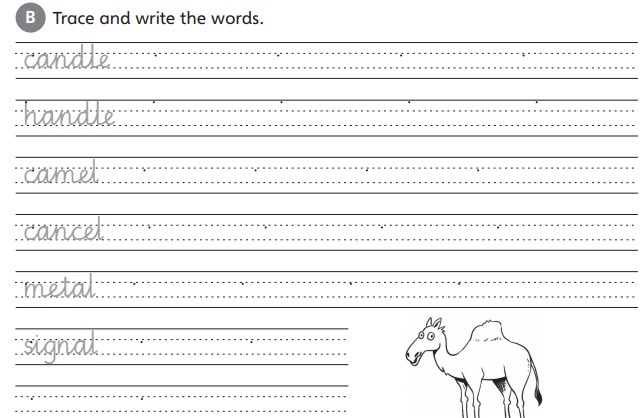 B Trace and write the words.
candle
handle
camel
cancel
metal
signal